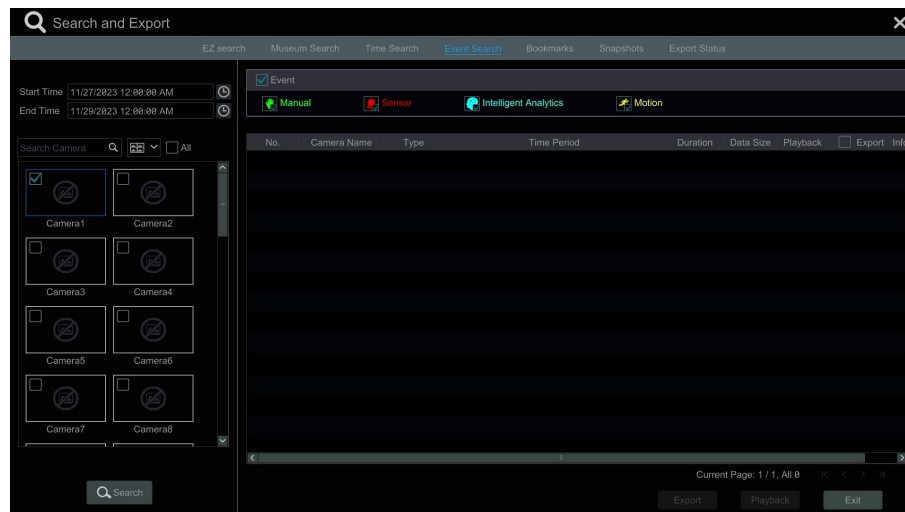 Search and Export
EZ search Museum Search Time Search Event Search Bookmarks Snapshots Export Status
Start Time 11/27/2023 12:00:00 AM
End Time 11/29/2023 12:00:00 AM
Search Camera All
Camera1 Camera2
Camera3 Camera4
Camera5 Camera6
Camera7 Camera8
Search
Event
Manual Sensor Intelligent Analytics Motion
No. Camera Name Type Time Period Duration Data Size Playback Export Info
Current Page: 1 / 1, All 0
Export Playback Exit